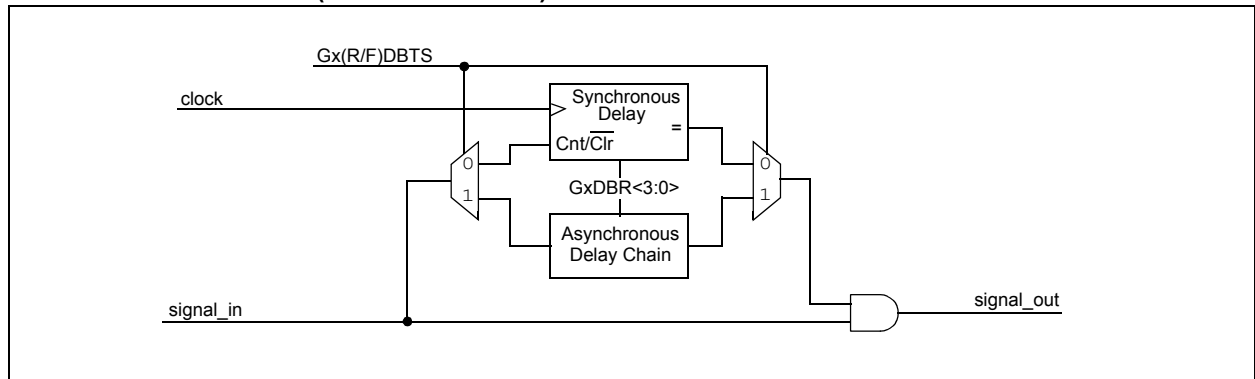 Gx(R/F)DBTS
clock
Synchronous
Delay
=
Cnt/Clr
0
0
GxDBR<3:0>
1
1
Asynchronous
Delay Chain
signal_in
signal_out